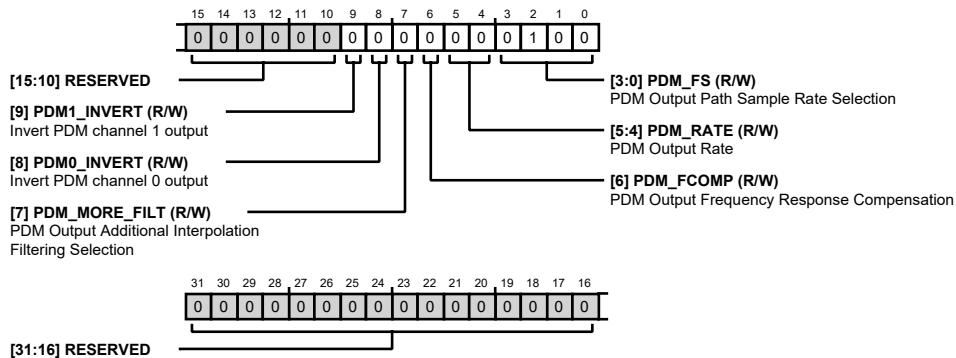 15 14 13 12 11 10 9 8 7 6 5 4 3 2 1 0
0 0 0 0 0 0 0 0 0 0 0 0 0 1 0 0
[15:10] RESERVED
[9] PDM1_INVERT (R/W)
Invert PDM channel 1 output
[8] PDM0_INVERT (R/W)
Invert PDM channel 0 output
[7] PDM_MORE_FILT (R/W)
PDM Output Additional Interpolation
Filtering Selection
[3:0] PDM_FS (R/W)
PDM Output Path Sample Rate Selection
[5:4] PDM_RATE (R/W)
PDM Output Rate
[6] PDM_FCOMP (R/W)
PDM Output Frequency Response Compensation
31 30 29 28 27 26 25 24 23 22 21 20 19 18 17 16
0 0 0 0 0 0 0 0 0 0 0 0 0 0 0 0
[31:16] RESERVED